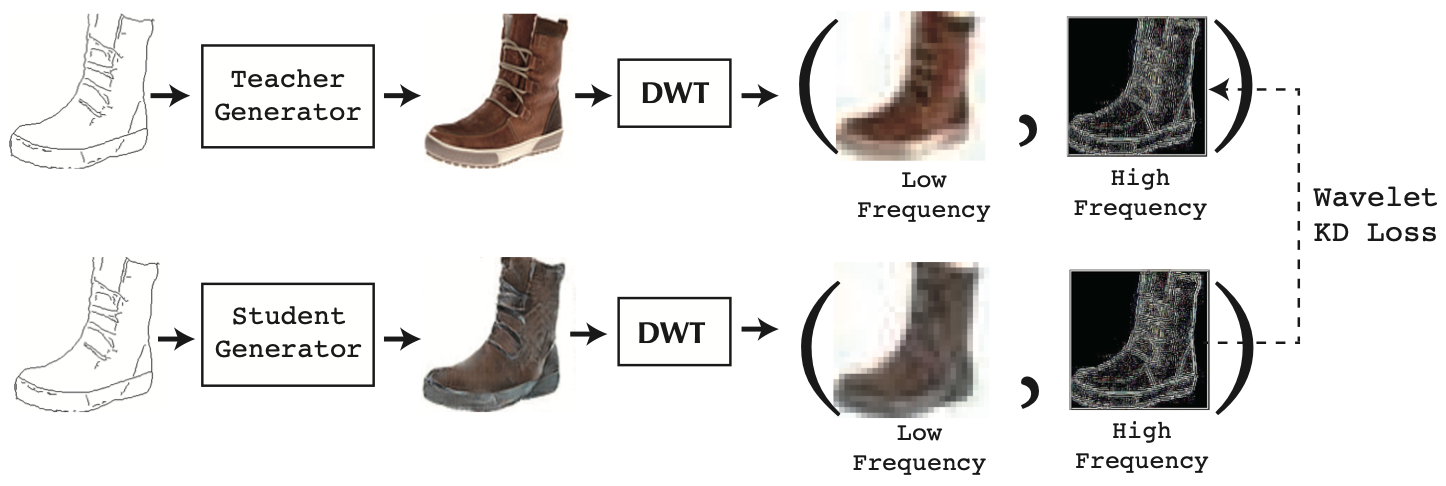 Teacher
Generator
DWT
( , )
Low
Frequency
High
Frequency
Wavelet
KD Loss
Student
Generator
DWT
( , )
Low
Frequency
High
Frequency